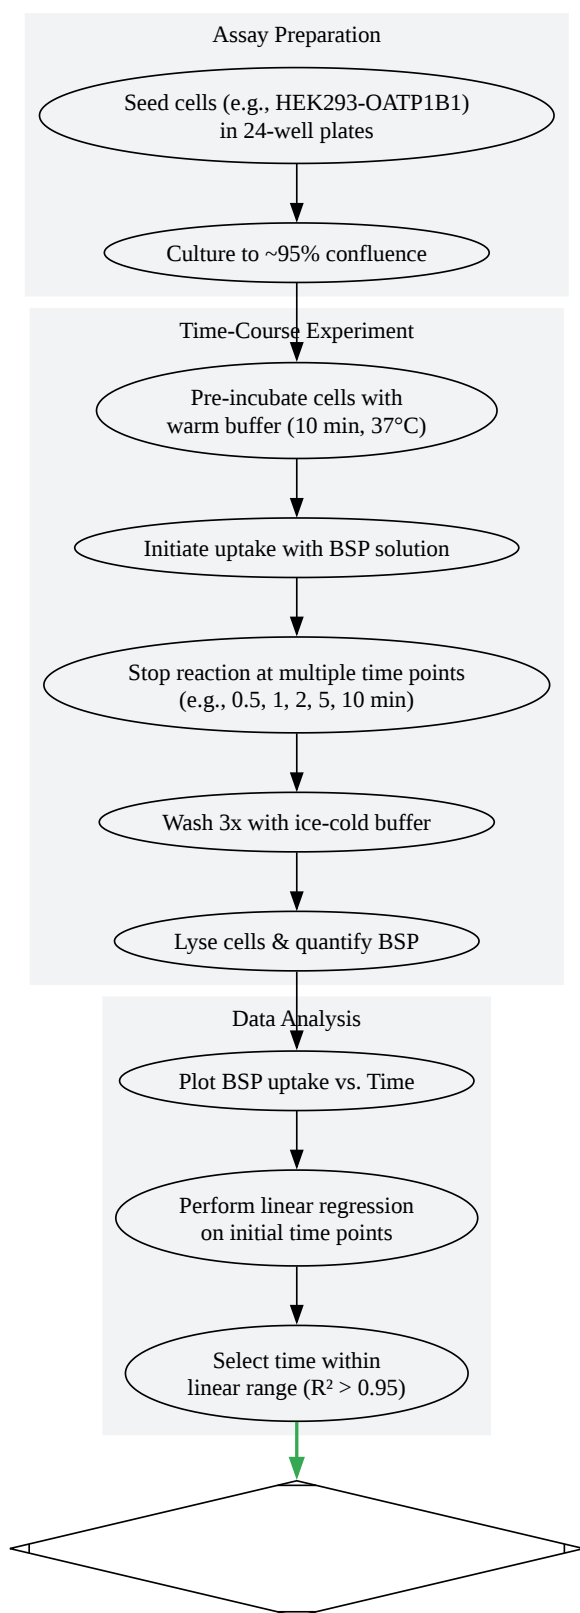 Assay Preparation
Seed cells (e.g., HEK293-OATP1B1)
in 24-well plates
Culture to ~95% confluence
Time-Course Experiment
Pre-incubate cells with
warm buffer (10 min, 37°C)
Initiate uptake with BSP solution
Stop reaction at multiple time points
(e.g., 0.5, 1, 2, 5, 10 min)
Wash 3x with ice-cold buffer
Lyse cells & quantify BSP
Data Analysis
Plot BSP uptake vs. Time
Perform linear regression
on initial time points
Select time within
linear range (R² > 0.95)